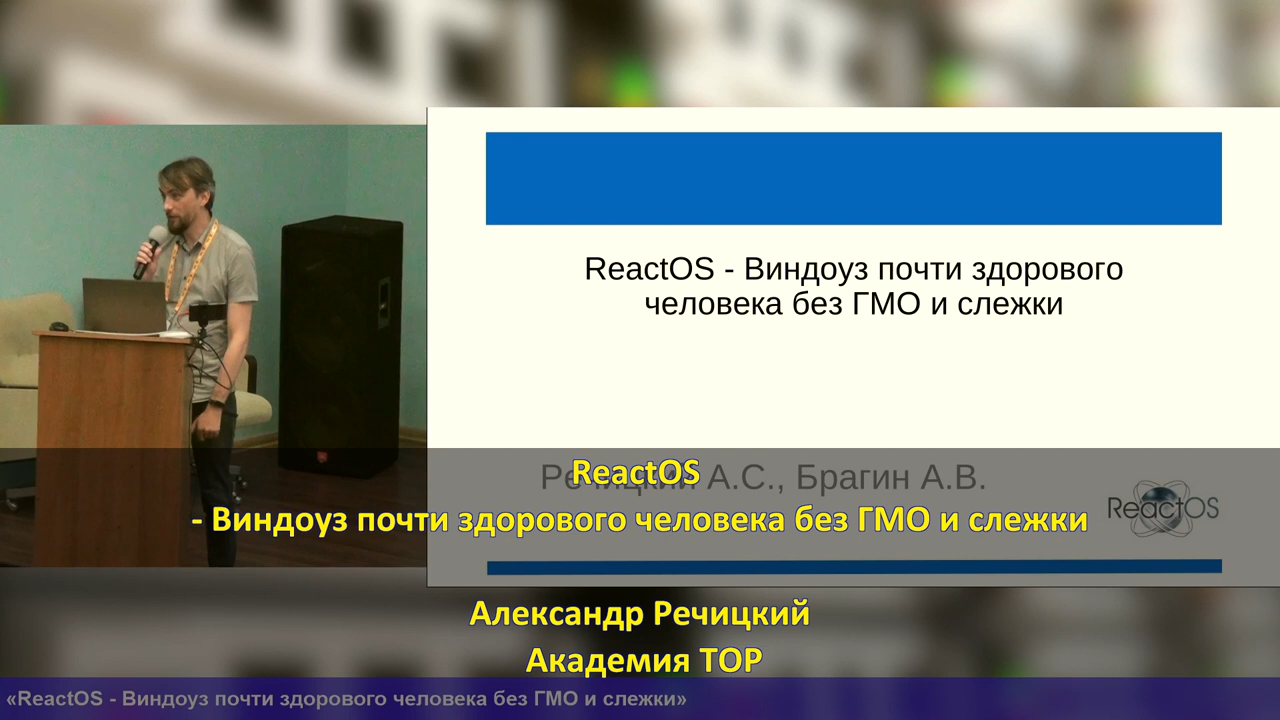 ReactOS - Виндоуз почти здорового
человека без ГМО и слежки
Речицкий А.С., Брагин А.В.
ReactOS
ReactOS
- Виндоуз почти здорового человека без ГМО и слежки
Александр Речицкий
Академия TOP
«ReactOS - Виндоуз почти здорового человека без ГМО и слежки»